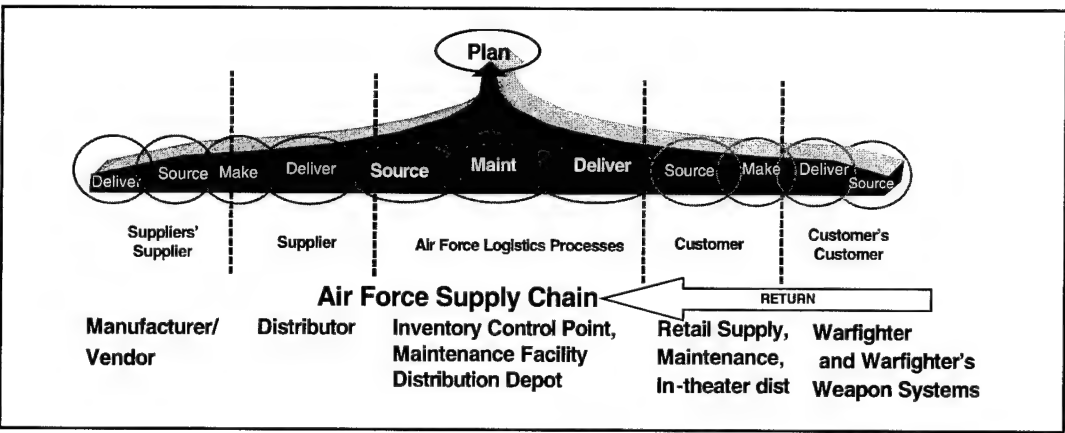 Plan
Deliver Source Make Deliver Source Maint Deliver Source Make Deliver Source
Suppliers'
Supplier
Supplier
Air Force Logistics Processes
Customer
Customer's
Customer
Air Force Supply Chain
RETURN
Manufacturer/
Vendor
Distributor
Inventory Control Point,
Maintenance Facility
Distribution Depot
Retail Supply,
Maintenance,
In-theater dist
Warfighter
and Warfighter's
Weapon Systems